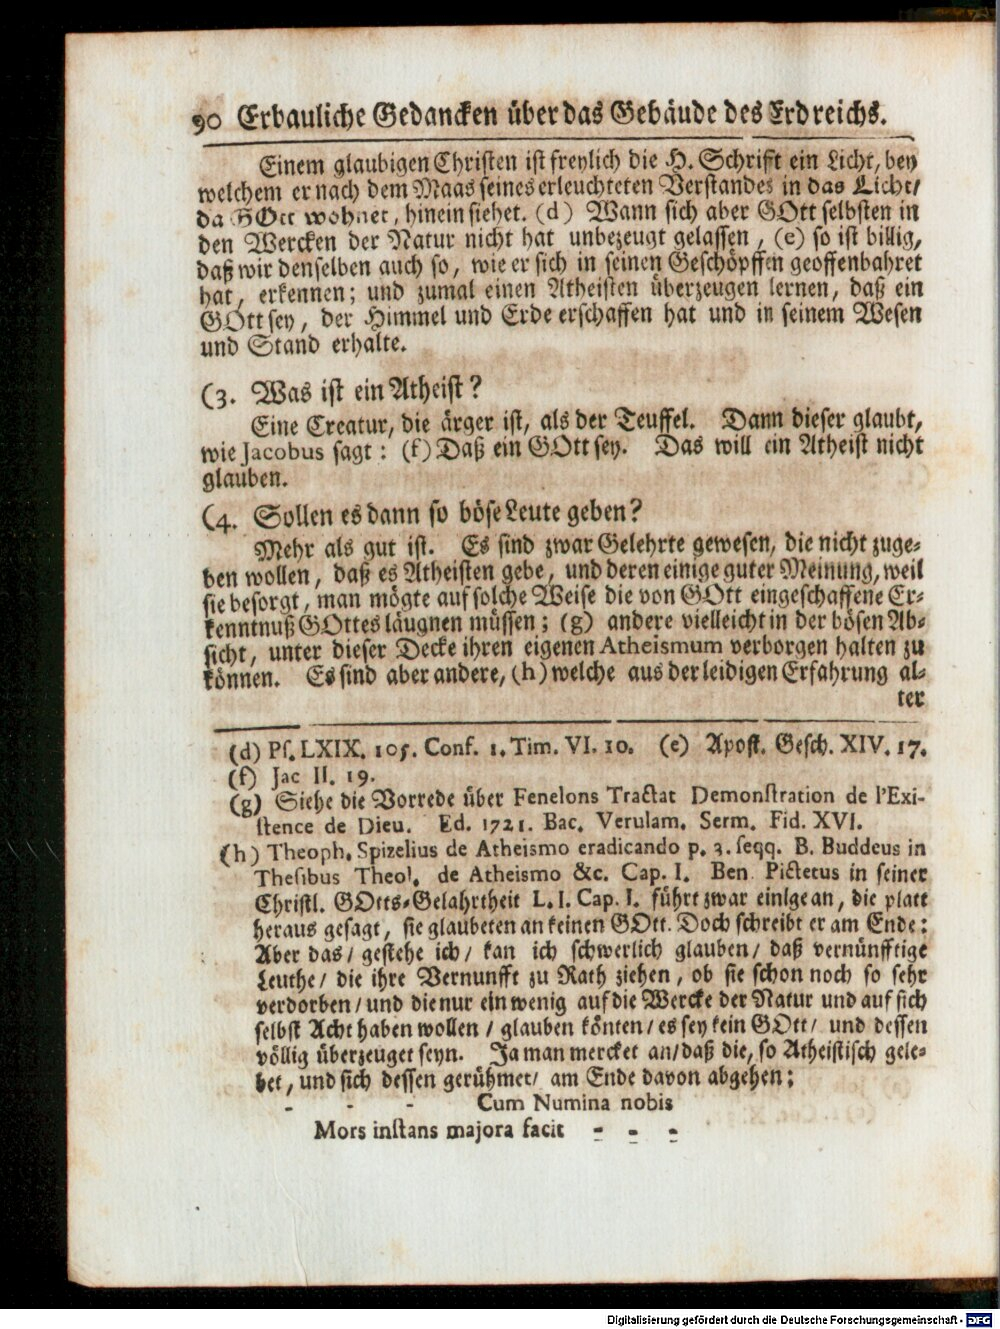 90 Erbauliche Gedancken über das Gebäude des Erdreichs.
Einem glaubigen Christen ist freylich die H. Schrifft ein Licht, bey
welchem er nach dem Maas seines erleuchteten Verstandes in das Licht/
da GOtt wohnet, hinein siehet. (d) Wann sich aber GOtt selbsten in
den Wercken der Natur nicht hat unbezeugt gelassen, (e) so ist billig,
daß wir denselben auch so, wie er sich in seinen Geschöpffen geoffenbahret
hat, erkennen; und zumal einen Atheisten überzeugen lernen, daß ein
GOtt sey, der Himmel und Erde erschaffen hat und in seinem Wesen
und Stand erhalte.
(3. Was ist ein Atheist?
Eine Creatur, die ärger ist, als der Teuffel. Dann dieser glaubt,
wie Jacobus sagt: (f) Daß ein GOtt sey. Das will ein Atheist nicht
glauben.
(4. Sollen es dann so böse Leute geben?
Mehr als gut ist. Es sind zwar Gelehrte gewesen, die nicht zuge-
ben wollen, daß es Atheisten gebe, und deren einige guter Meinung, weil
sie besorgt, man mögte auf solche Weise die von GOtt eingeschaffene Er-
kenntnuß GOttes läugnen müssen; (g) andere vielleicht in der bösen Ab-
sicht, unter dieser Decke ihren eigenen Atheismum verborgen halten zu
können. Es sind aber andere, (h) welche aus der leidigen Erfahrung al-
ter
(d) Ps. LXIX. 105. Conf. 1. Tim. VI. 10. (e) Apost. Gesch. XIV. 17.
(f) Jac II. 19.
(g) Siehe die Vorrede über Fenelons Tractat Demonstration de l'Exi-
stence de Dieu. Ed. 1721. Bac. Verulam. Serm. Fid. XVI.
(h) Theoph. Spizelius de Atheismo eradicando p. 3. seqq. B. Buddeus in
Thesibus Theol. de Atheismo &c. Cap. I. Ben. Pictetus in seiner
Christl. GOtts-Gelahrtheit L. I. Cap. I. führt zwar einige an, die platt
heraus gesagt, sie glaubeten an keinen GOtt. Doch schreibt er am Ende:
Aber das/ gestehe ich/ kan ich schwerlich glauben/ daß vernünfftige
Leuthe/ die ihre Vernunfft zu Rath ziehen, ob sie schon noch so sehr
verdorben/ und die nur ein wenig auf die Wercke der Natur und auf sich
selbst Acht haben wollen/ glauben könten/ es sey kein GOtt/ und dessen
völlig überzeuget seyn. Ja man mercket an/ daß die, so Atheistisch gele-
bet, und sich dessen gerühmet/ am Ende davon abgehen;
- - - Cum Numina nobis
Mors instans majora facit - - -
Digitalisierung gefördert durch die Deutsche Forschungsgemeinschaft - DFG